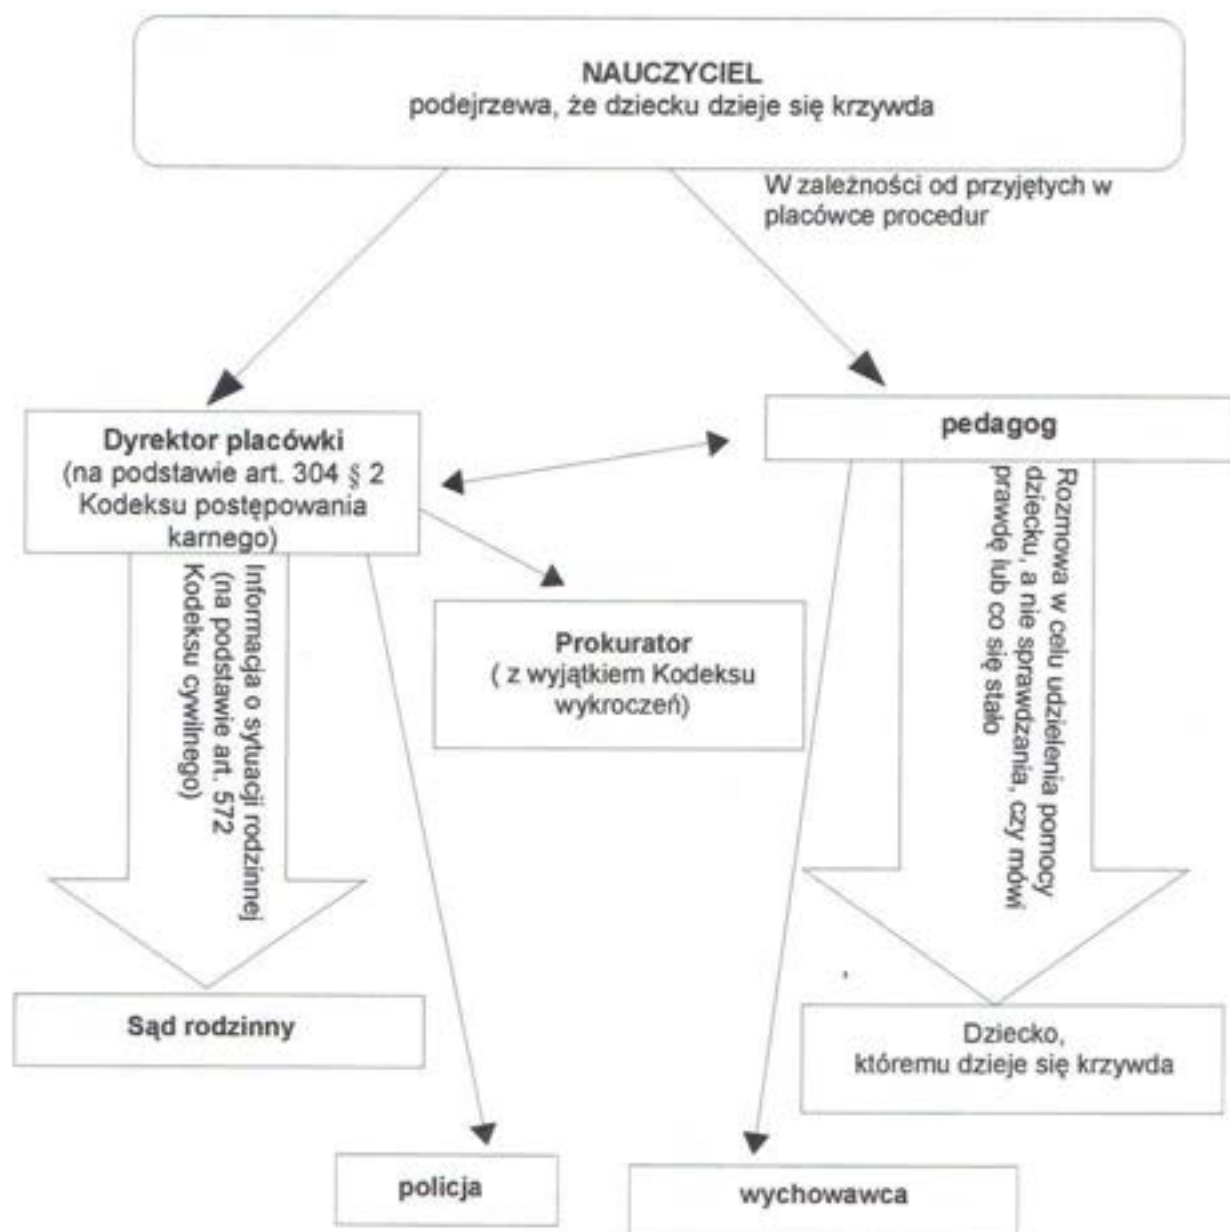 NAUCZYCIEL
podejrzewa, że dziecku dzieje się krzywda
W zależności od przyjętych w
placówce procedur
Dyrektor placówki
(na podstawie art. 304 § 2
Kodeksu postępowania
karnego)
pedagog
Informacja o sytuacji rodzinnej
(na podstawie art. 572
Kodeksu cywilnego)
Prokurator
( z wyjątkiem Kodeksu
wykroczeń)
Rozmowa w celu udzielenia pomocy
dziecku, a nie sprawdzania, czy mówi
prawdę lub co się stało
Sąd rodzinny
Dziecko,
któremu dzieje się krzywda
policja
wychowawca